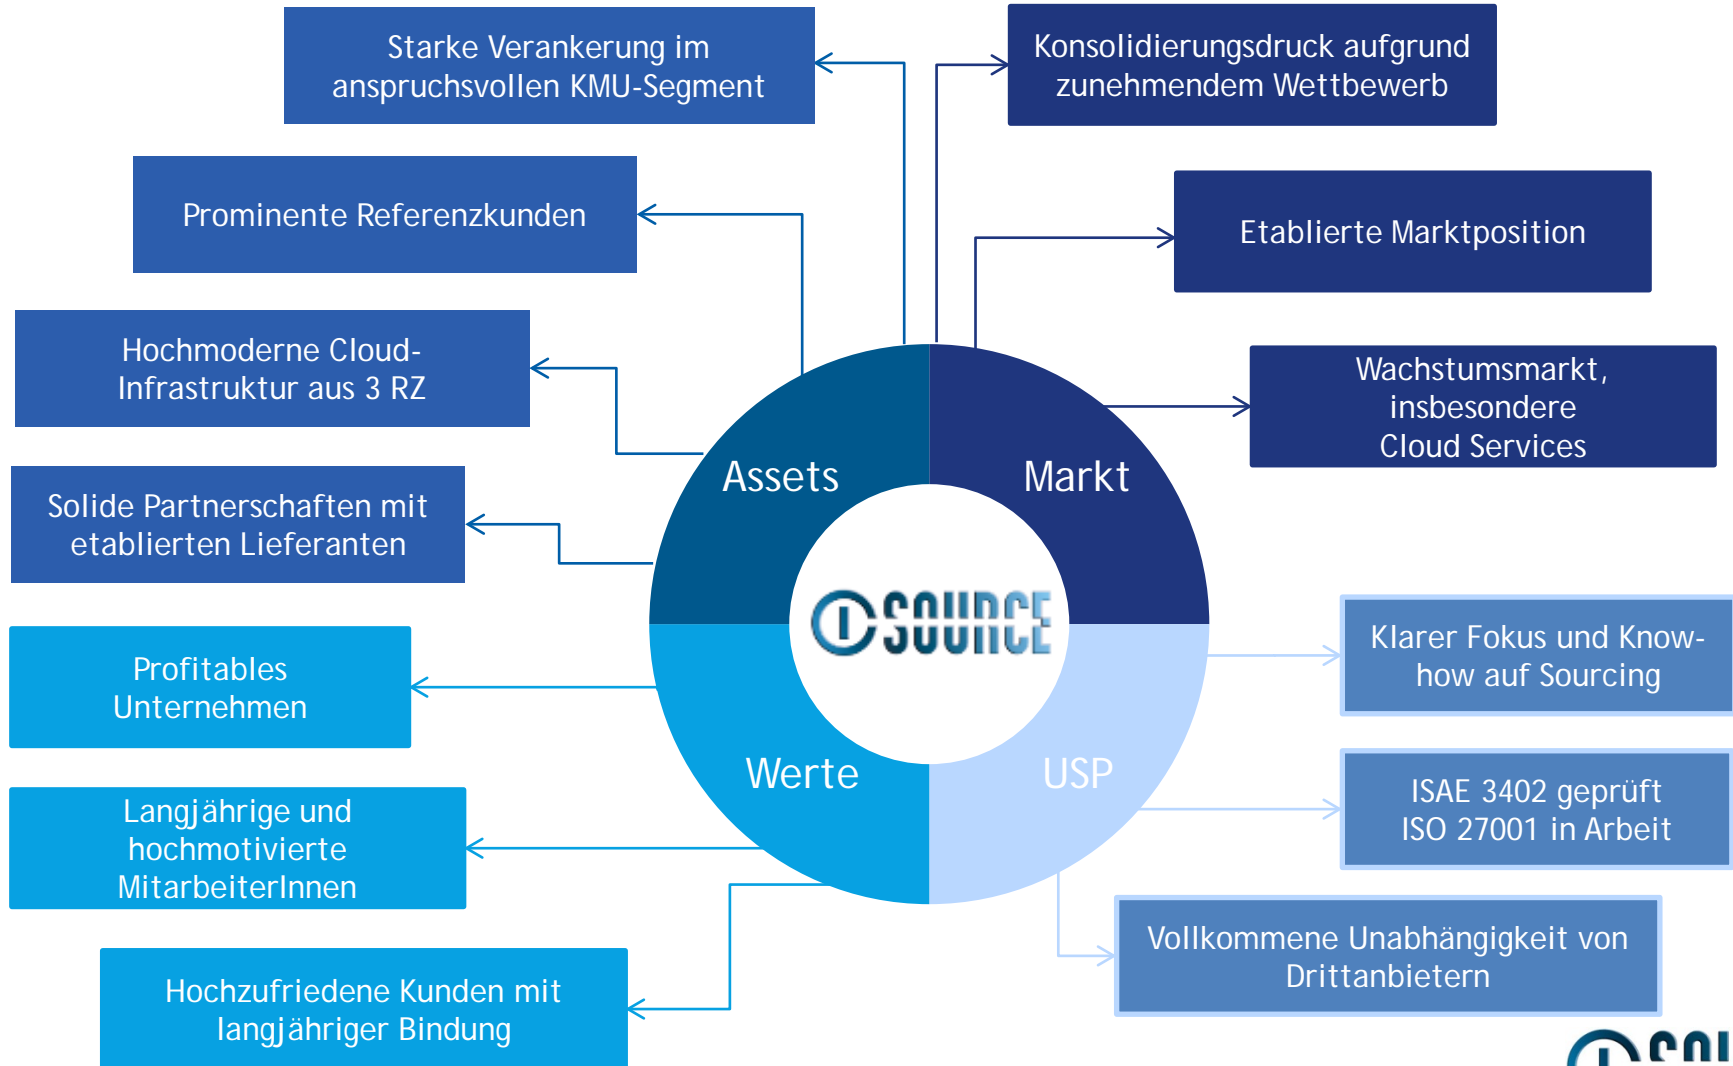 Starke Verankerung im
anspruchsvollen KMU-Segment
Konsolidierungsdruck aufgrund
zunehmendem Wettbewerb
Prominente Referenzkunden
Etablierte Marktposition
Hochmoderne Cloud-
Infrastruktur aus 3 RZ
Wachstumsmarkt,
insbesondere
Cloud Services
Solide Partnerschaften mit
etablierten Lieferanten
Assets
Markt
SOURCE
Werte
USP
Profitables
Unternehmen
Klarer Fokus und Know-
how auf Sourcing
Langjährige und
hochmotivierte
MitarbeiterInnen
ISAE 3402 geprüft
ISO 27001 in Arbeit
Hochzufriedene Kunden mit
langjähriger Bindung
Vollkommene Unabhängigkeit von
Drittanbietern